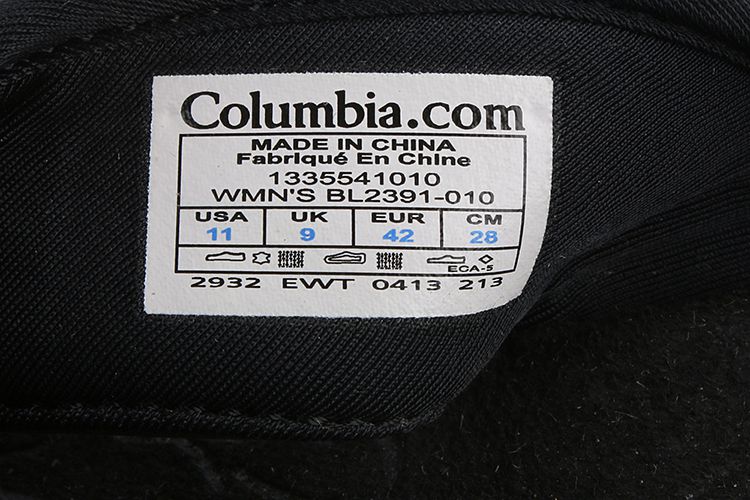 Columbia.com
MADE IN CHINA
Fabriqué En Chine
1335541010
WMN'S BL2391-010
USA UK EUR CM
11 9 42 28
ECA-5
2932 EWT 0413 213